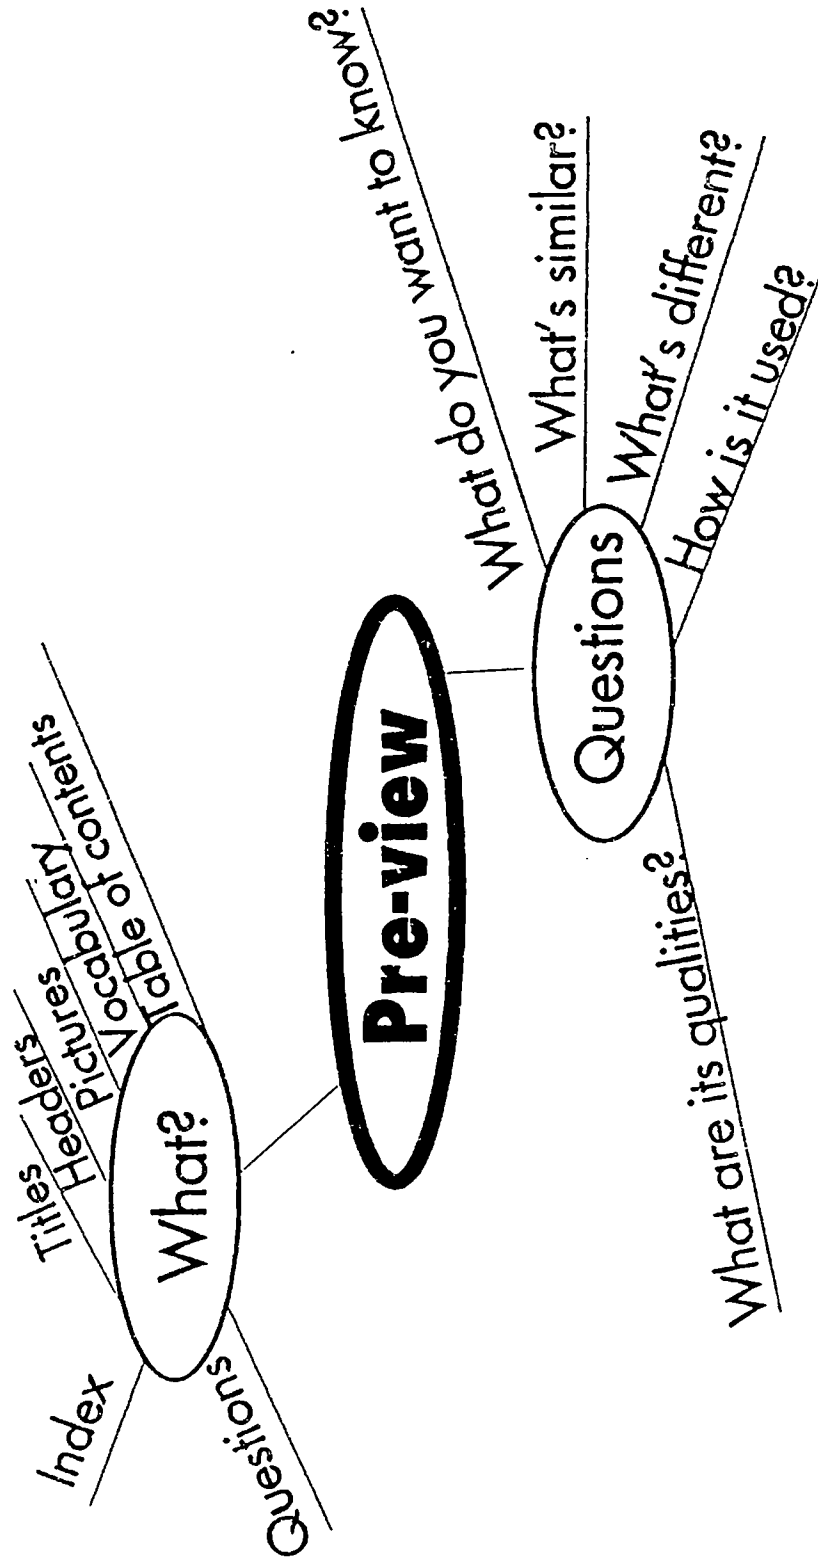 Index
Titles
Headers
Pictures
Vocabulary
Table of contents
What?
Questions
Pre-view
What do you want to know?
What's similar?
What's different?
How is it used?
Questions
What are its qualities?